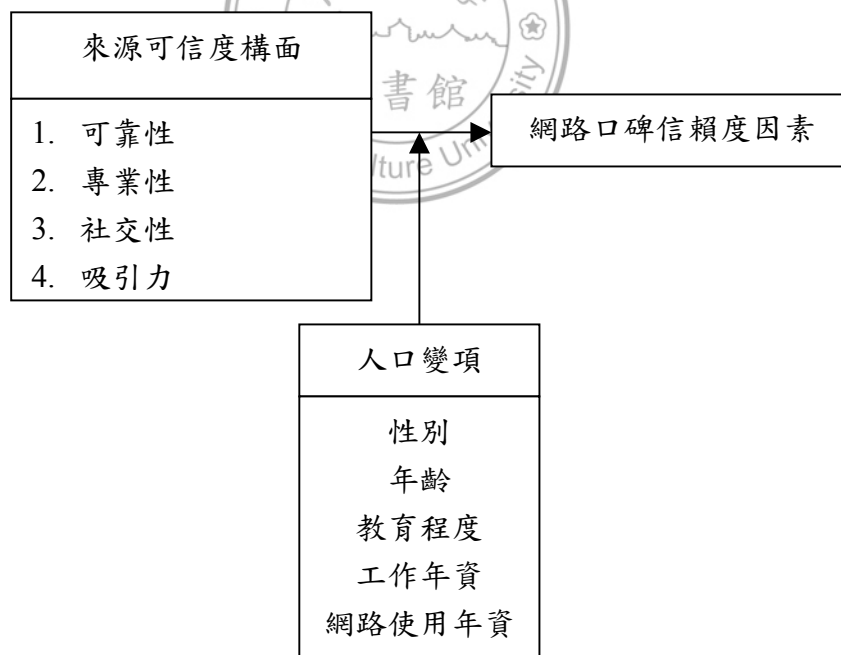 來源可信度構面
1. 可靠性
2. 專業性
3. 社交性
4. 吸引力
網路口碑信賴度因素
人口變項
性別
年齡
教育程度
工作年資
網路使用年資
書館